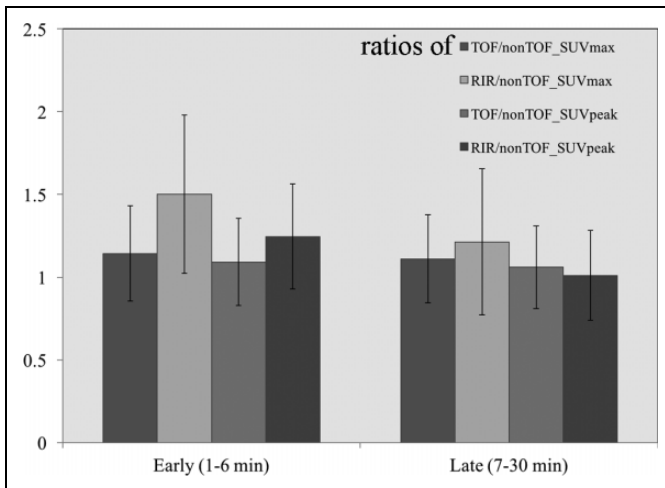 2.5
ratios of
TOF/nonTOF_SUVmax
RIR/nonTOF_SUVmax
TOF/nonTOF_SUVpeak
RIR/nonTOF_SUVpeak
2
1.5
1
0.5
0
Early (1-6 min) Late (7-30 min)